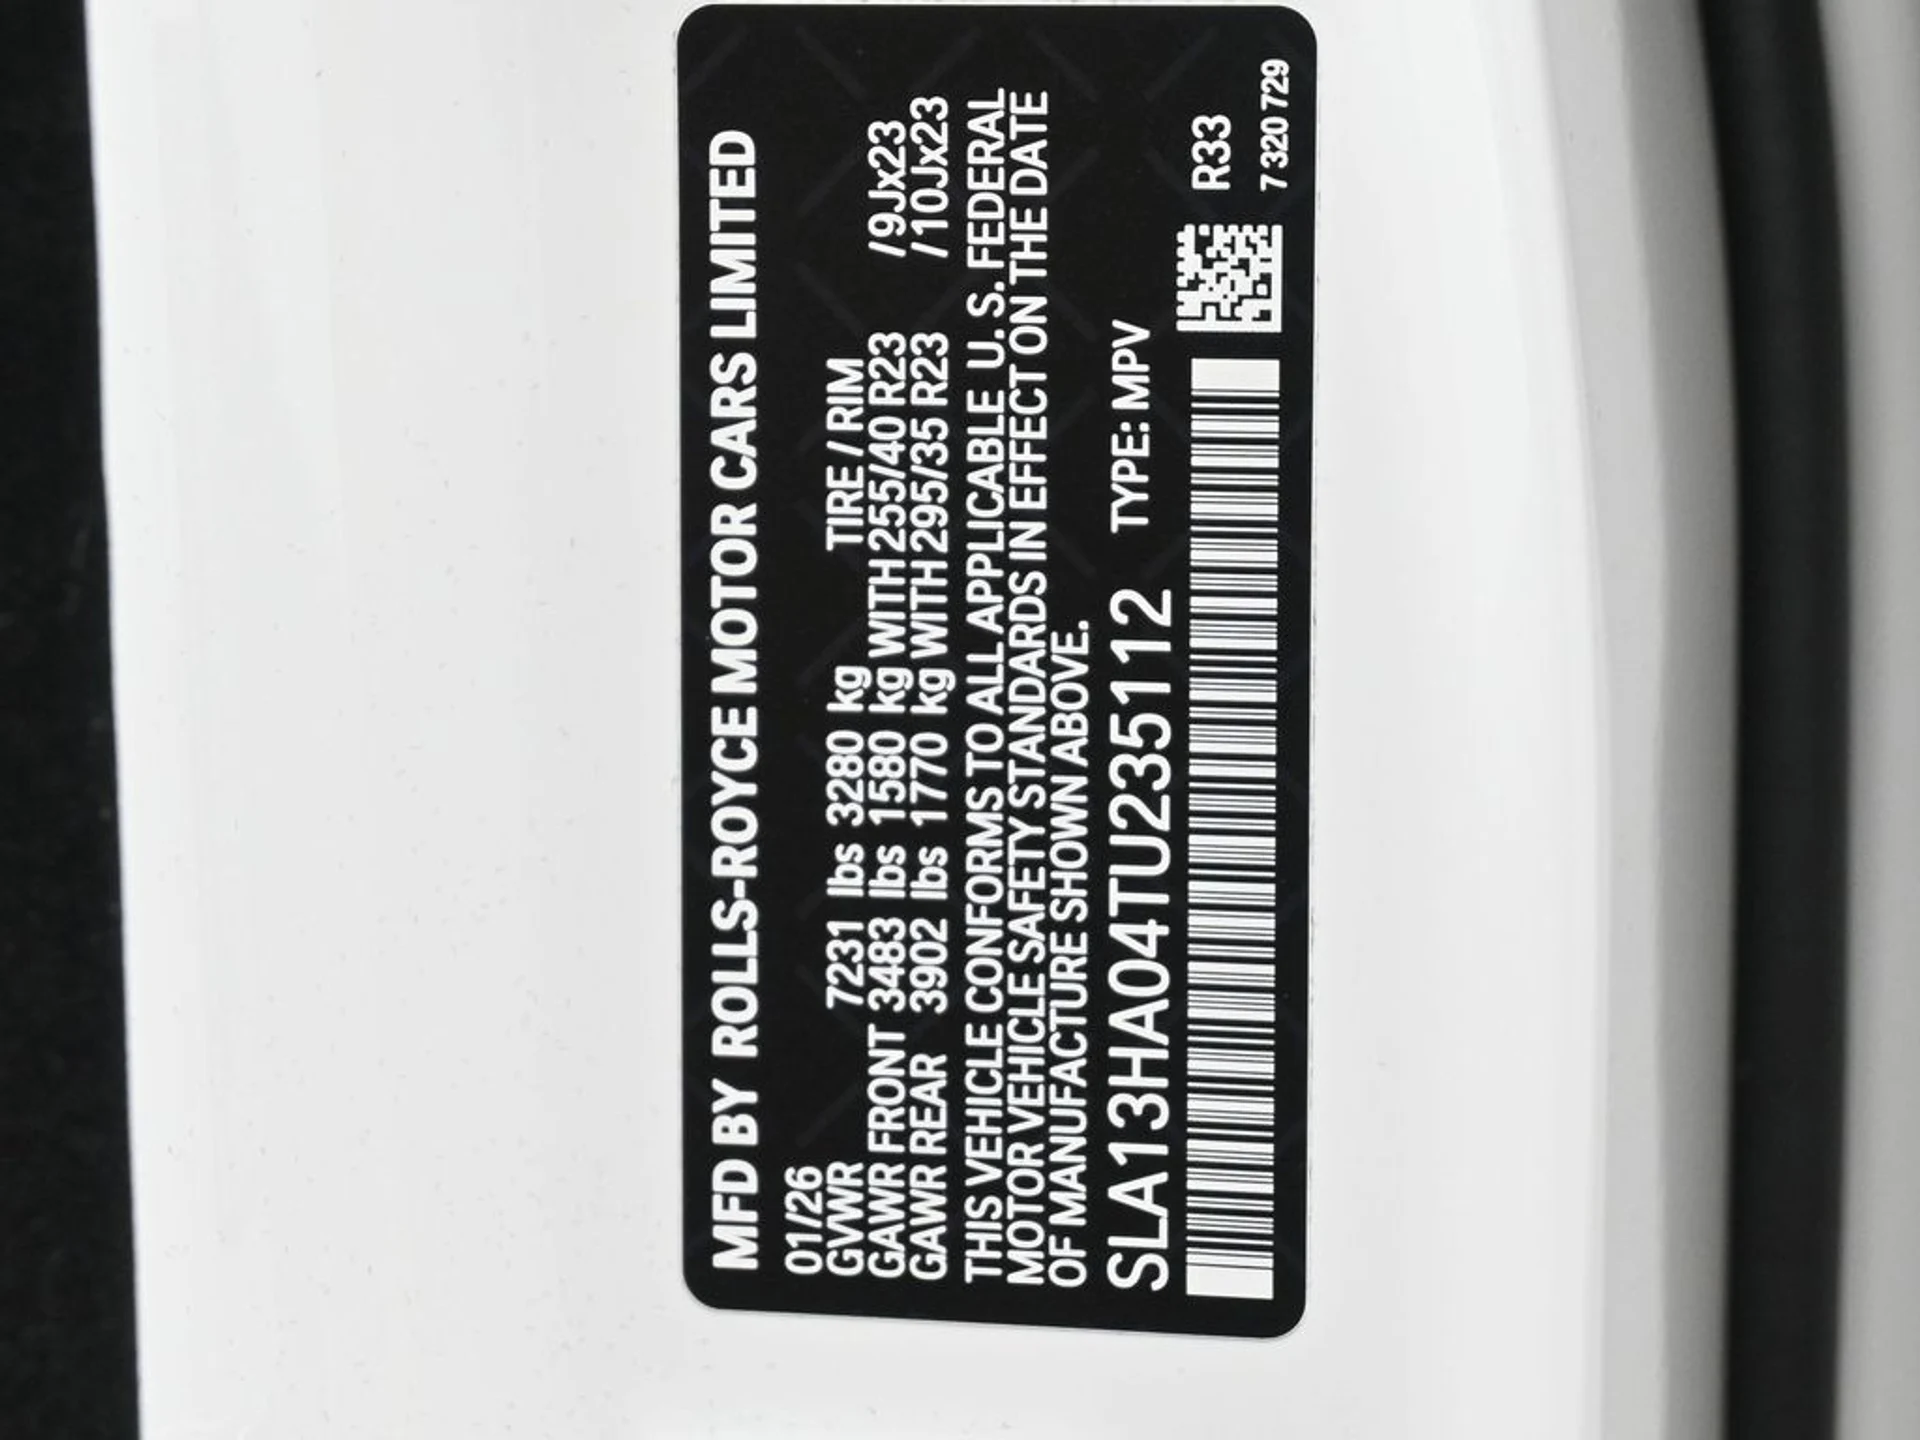 MFD BY ROLLS-ROYCE MOTOR CARS LIMITED
01/26
GVWR 7231 lbs 3280 kg TIRE / RIM
GAWR FRONT 3483 lbs 1580 kg WITH 255/40 R23 /9Jx23
GAWR REAR 3902 lbs 1770 kg WITH 295/35 R23 /10Jx23
THIS VEHICLE CONFORMS TO ALL APPLICABLE U. S. FEDERAL
MOTOR VEHICLE SAFETY STANDARDS IN EFFECT ON THE DATE
OF MANUFACTURE SHOWN ABOVE.
SLA13HA04TU235112 TYPE: MPV
R33
7 320 729